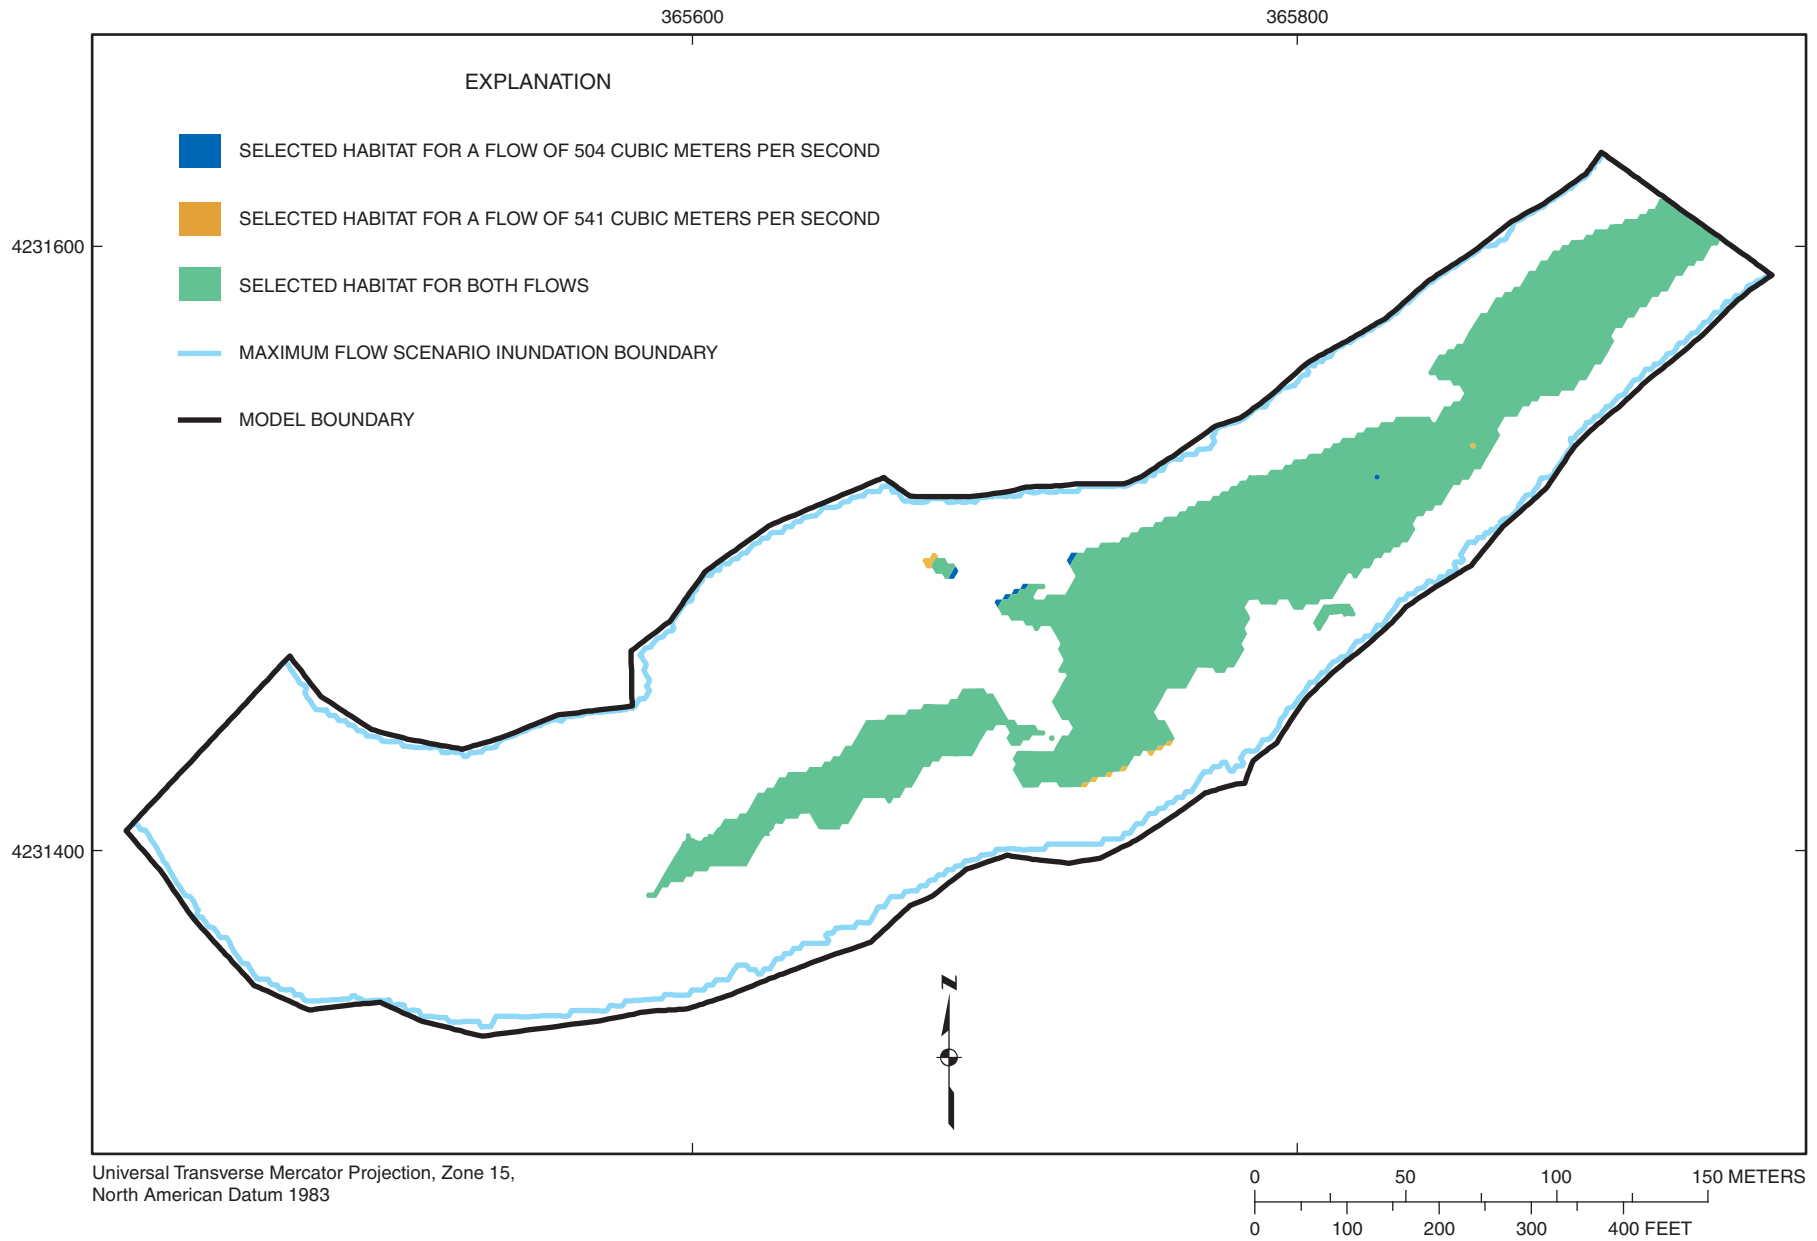 365600 365800
EXPLANATION
SELECTED HABITAT FOR A FLOW OF 504 CUBIC METERS PER SECOND
SELECTED HABITAT FOR A FLOW OF 541 CUBIC METERS PER SECOND
4231600
SELECTED HABITAT FOR BOTH FLOWS
MAXIMUM FLOW SCENARIO INUNDATION BOUNDARY
MODEL BOUNDARY
4231400
N
Universal Transverse Mercator Projection, Zone 15,
North American Datum 1983
0 50 100 150 METERS
0 100 200 300 400 FEET